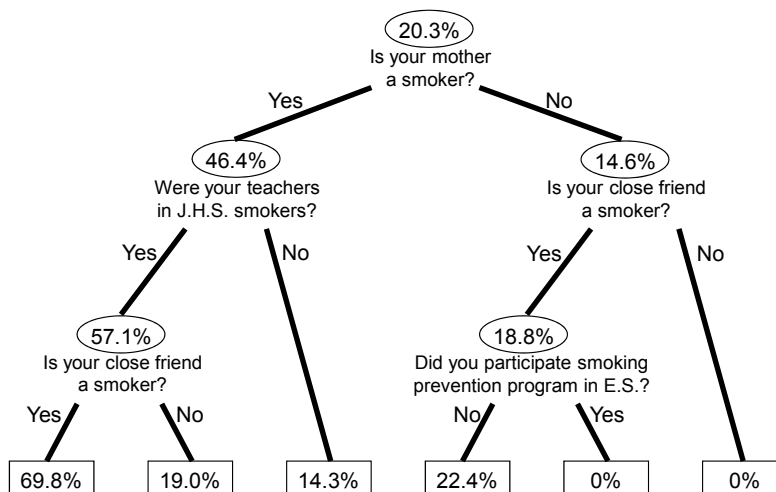 20.3%
Is your mother
a smoker?
Yes
No
46.4%
14.6%
Were your teachers
in J.H.S. smokers?
Is your close friend
a smoker?
Yes
No
Yes
No
57.1%
18.8%
Is your close friend
a smoker?
Did you participate smoking
prevention program in E.S.?
Yes
No
No
Yes
69.8%
19.0%
14.3%
22.4%
0%
0%